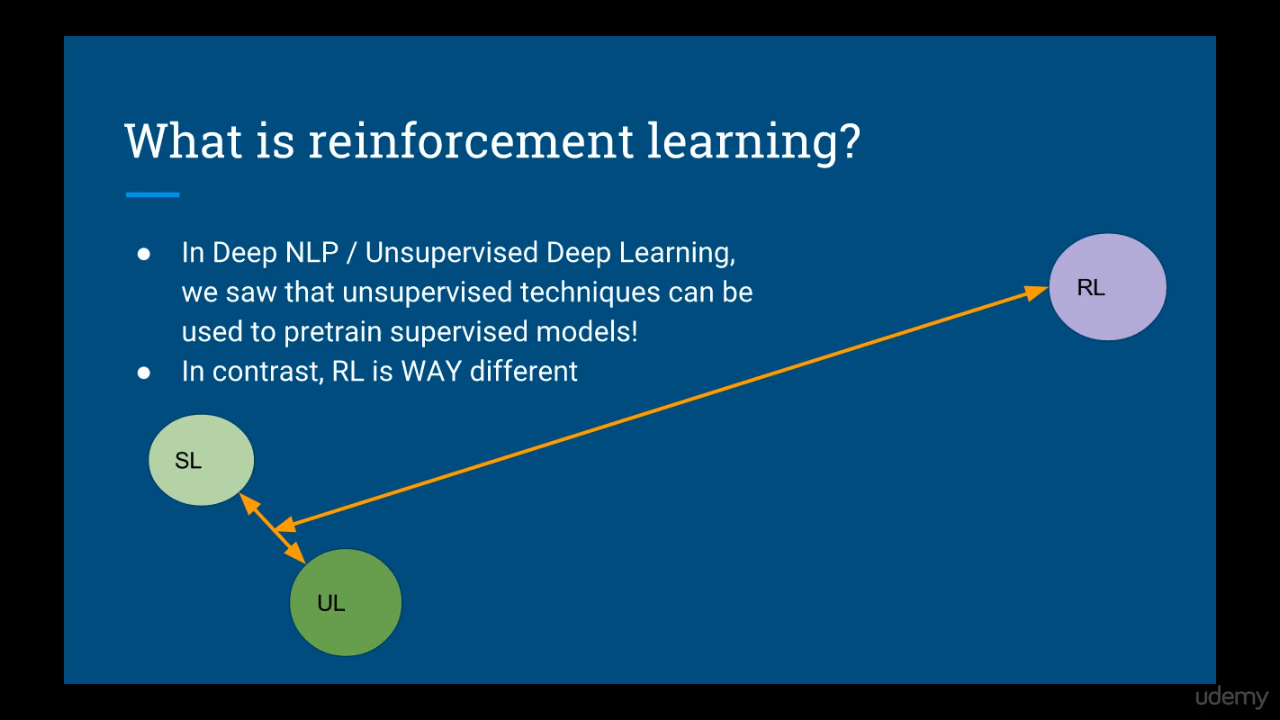 What is reinforcement learning?
● In Deep NLP / Unsupervised Deep Learning,
we saw that unsupervised techniques can be
used to pretrain supervised models!
● In contrast, RL is WAY different
RL
SL
UL
udemy